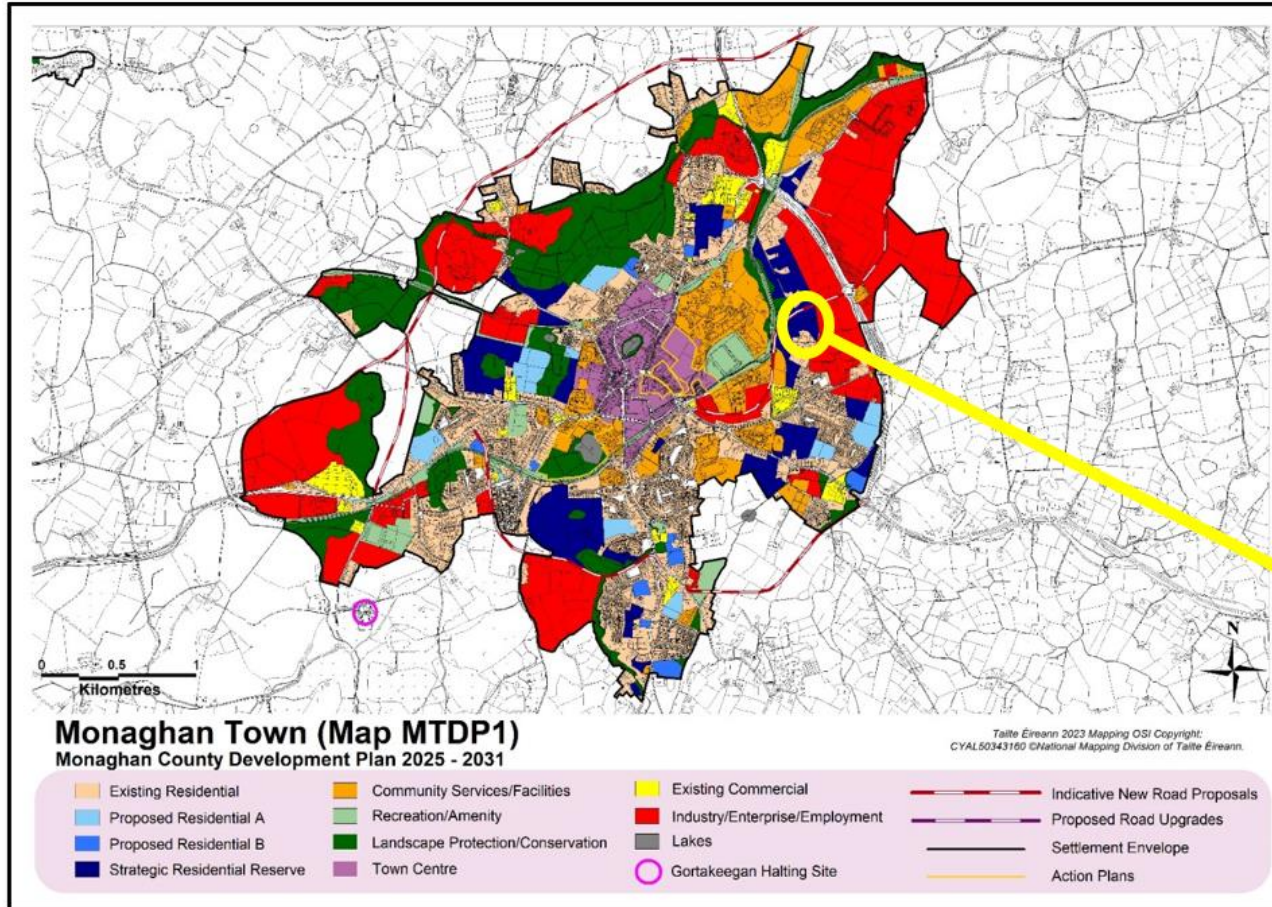 N
0 0.5 1
Kilometres
Monaghan Town (Map MTDP1)
Monaghan County Development Plan 2025 - 2031
Tailte Éireann 2023 Mapping OSI Copyright:
CYAL50343160 ©National Mapping Division of Tailte Éireann.
Existing Residential
Proposed Residential A
Proposed Residential B
Strategic Residential Reserve
Community Services/Facilities
Recreation/Amenity
Landscape Protection/Conservation
Town Centre
Existing Commercial
Industry/Enterprise/Employment
Lakes
Gortakeegan Halting Site
Indicative New Road Proposals
Proposed Road Upgrades
Settlement Envelope
Action Plans